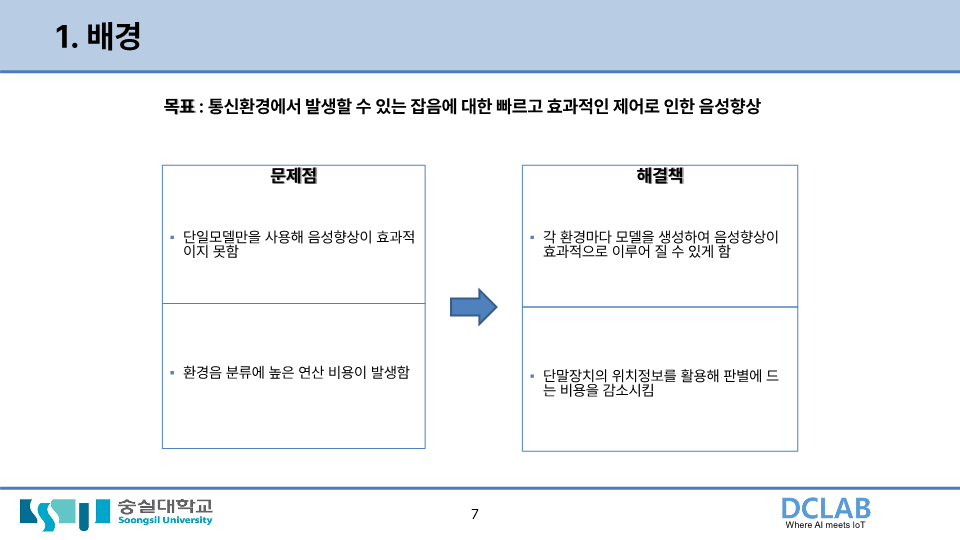 1. 배경
목표 : 통신환경에서 발생할 수 있는 잡음에 대한 빠르고 효과적인 제어로 인한 음성향상
문제점
▪ 단일모델만을 사용해 음성향상이 효과적
이지 못함
▪ 환경음 분류에 높은 연산 비용이 발생함
해결책
▪ 각 환경마다 모델을 생성하여 음성향상이
효과적으로 이루어 질 수 있게 함
▪ 단말장치의 위치정보를 활용해 판별에 드
는 비용을 감소시킴
숭실대학교
Soongsil University
7
DCLAB
Where AI meets IoT